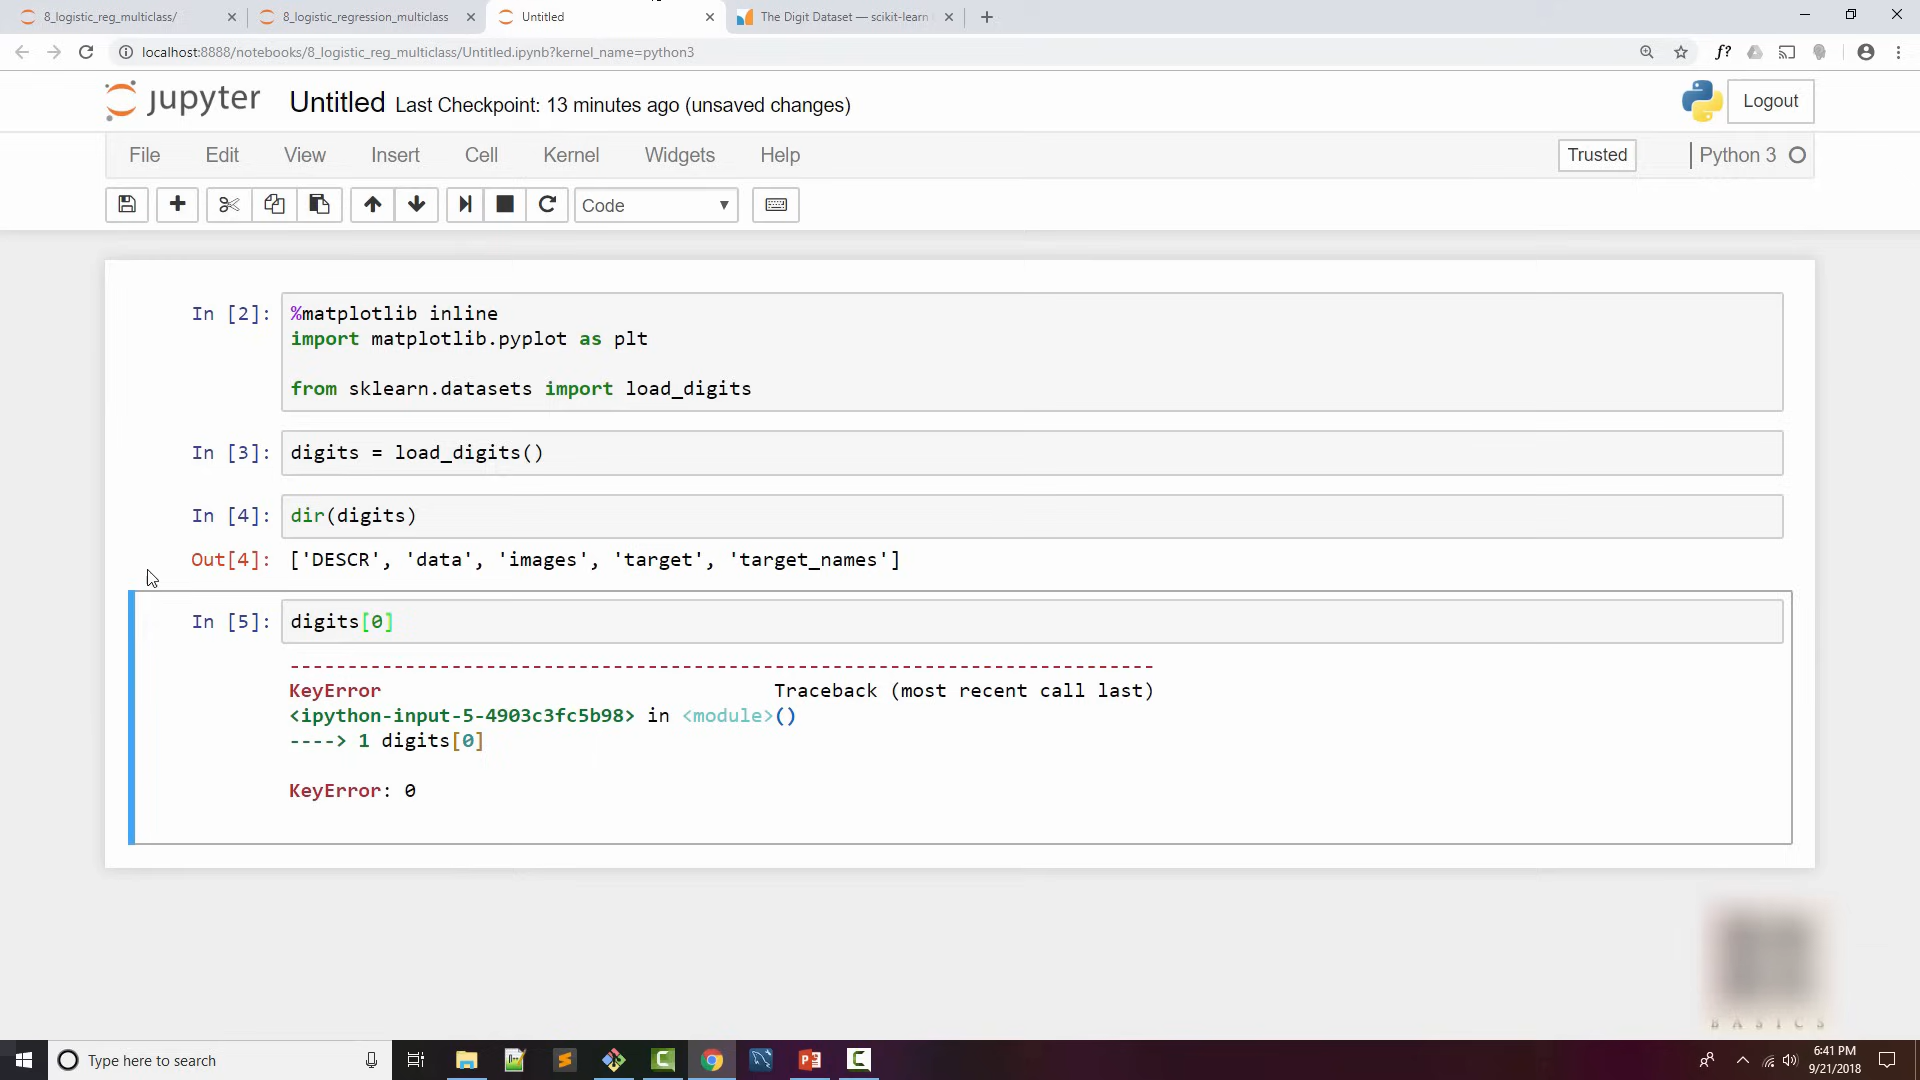 8_logistic_reg_multiclass/
8_logistic_regression_multiclass
Untitled
The Digit Dataset — scikit-learn
localhost:8888/notebooks/8_logistic_reg_multiclass/Untitled.ipynb?kernel_name=python3
f?
jupyter
Untitled Last Checkpoint: 13 minutes ago (unsaved changes)
Logout
File Edit View Insert Cell Kernel Widgets Help
Trusted
Python 3
Code
In [2]: %matplotlib inline
import matplotlib.pyplot as plt
from sklearn.datasets import load_digits
In [3]: digits = load_digits()
In [4]: dir(digits)
Out[4]: ['DESCR', 'data', 'images', 'target', 'target_names']
In [5]: digits[0]
---------------------------------------------------------------------------
KeyError Traceback (most recent call last)
<ipython-input-5-4903c3fc5b98> in <module>()
----> 1 digits[0]
KeyError: 0
BASICS
Type here to search
6:41 PM
9/21/2018